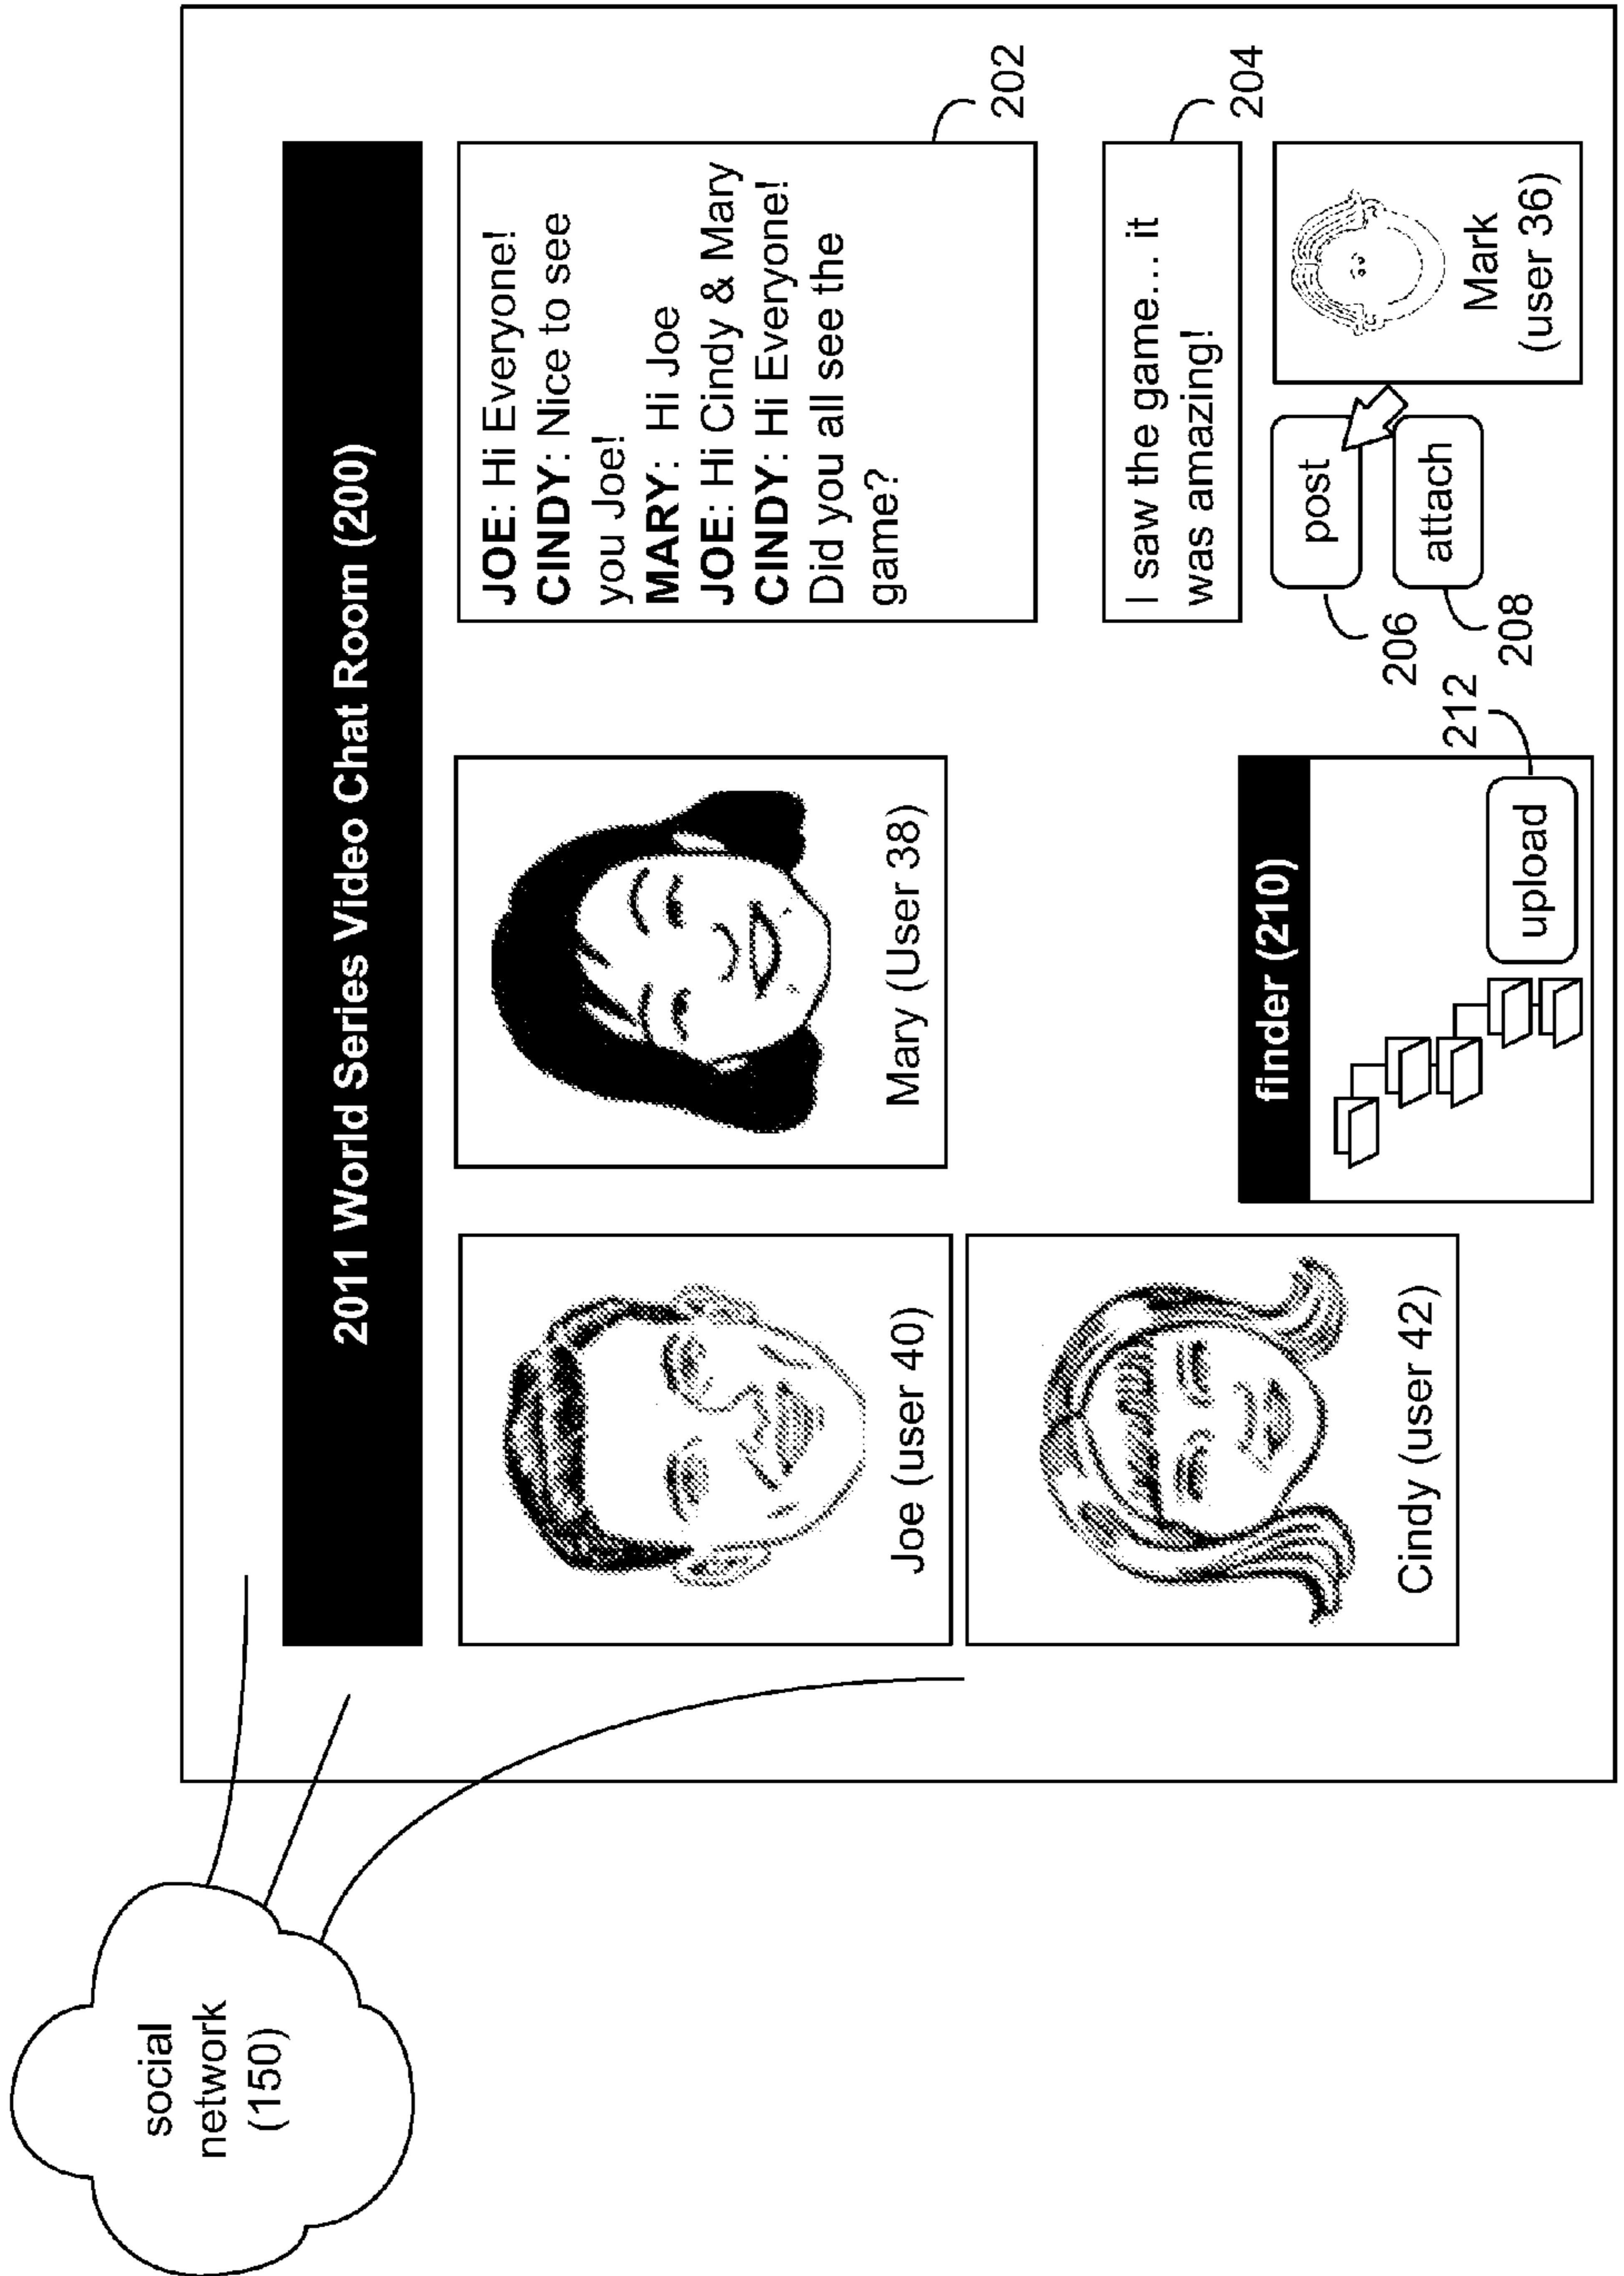 social
network
(150)
2011 World Series Video Chat Room (200)
Joe (user 40)
Mary (User 38)
JOE: Hi Everyone!
CINDY: Nice to see
you Joe!
MARY: Hi Joe
JOE: Hi Cindy & Mary
CINDY: Hi Everyone!
Did you all see the
game?
202
Cindy (user 42)
finder (210)
upload
212
I saw the game... it
was amazing!
204
post
206
attach
208
Mark
(user 36)